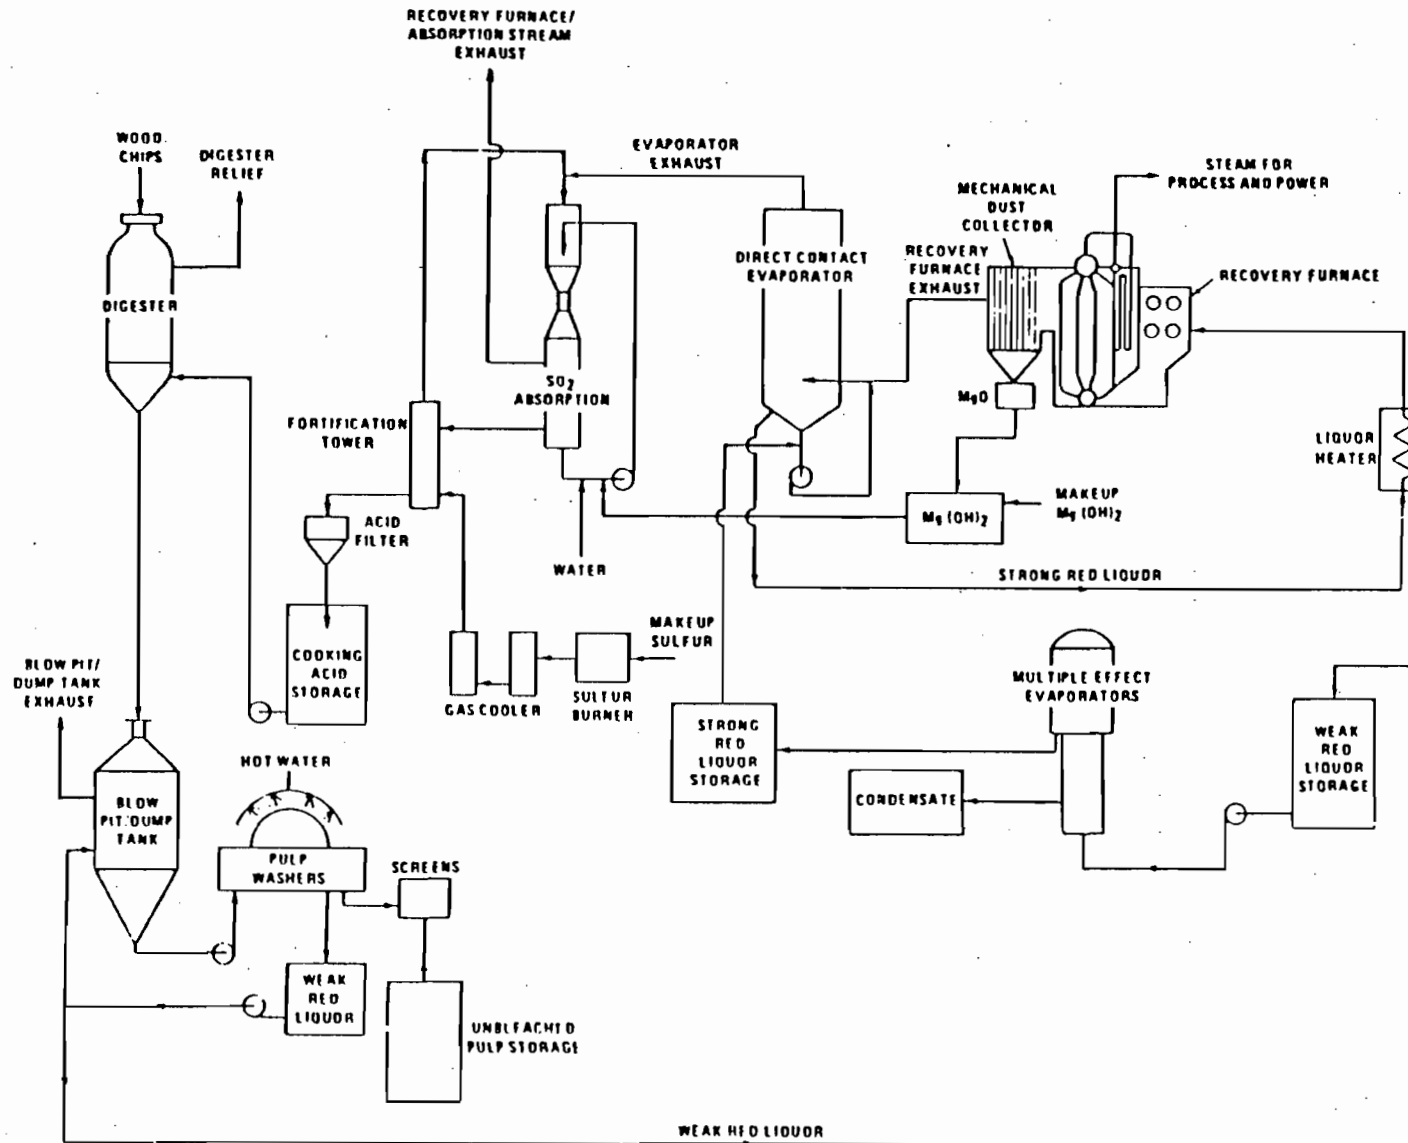 RECOVERY FURNACE/
ABSORPTION STREAM
EXHAUST
WOOD
CHIPS
DIGESTER
RELIEF
EVAPORATOR
EXHAUST
STEAM FOR
PROCESS AND POWER
MECHANICAL
DUST
COLLECTOR
RECOVERY
FURNACE
EXHAUST
DIRECT CONTACT
EVAPORATOR
RECOVERY FURNACE
DIGESTER
SO2
ABSORPTION
MgO
FORTIFICATION
TOWER
LIQUOR
HEATER
ACID
FILTER
Mg (OH)2
MAKEUP
Mg (OH)2
WATER
STRONG RED LIQUOR
MAKEUP
SULFUR
COOKING
ACID
STORAGE
BLOW PIT/
DUMP TANK
EXHAUST
GAS COOLER
SULTUR
BURNER
MULTIPLE EFFECT
EVAPORATORS
STRONG
RED
LIQUOR
STORAGE
WEAK
RED
LIQUOR
STORAGE
HOT WATER
CONDENSATE
BLOW
PIT/DUMP
TANK
PULP
WASHERS
SCREENS
WEAK
RED
LIQUOR
UNBLEACHED
PULP STORAGE
WEAK RED LIQUOR